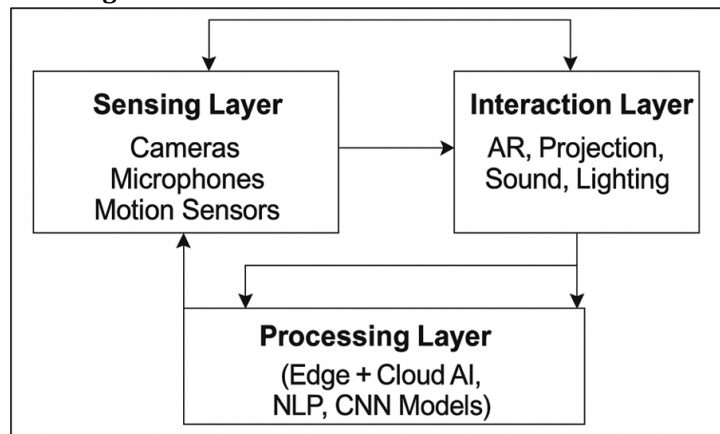 Sensing Layer
Cameras
Microphones
Motion Sensors
Interaction Layer
AR, Projection,
Sound, Lighting
Processing Layer
(Edge + Cloud AI,
NLP, CNN Models)